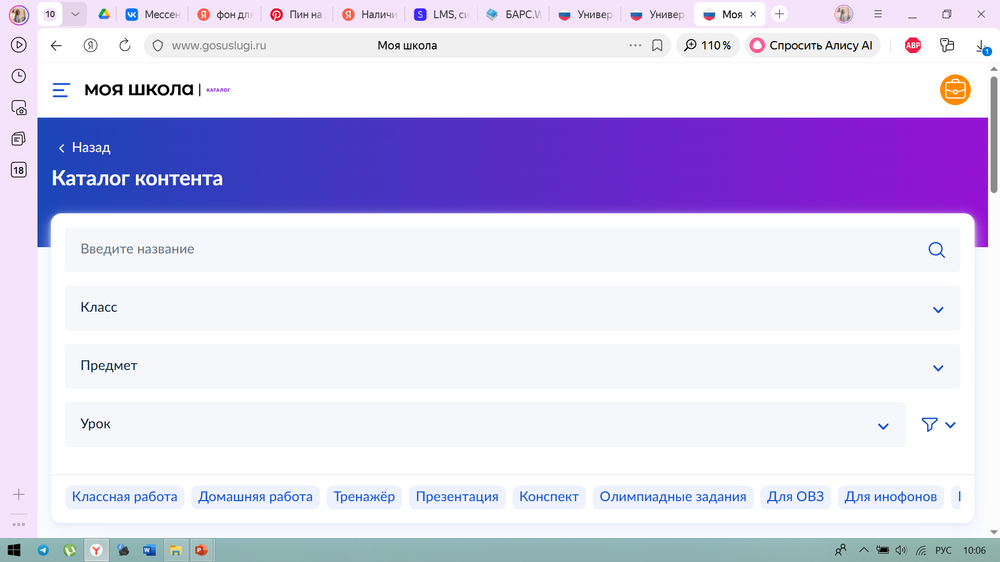 10
Мессен
фон для
Пин на
Наличи
LMS, си
БАРС.W
Универ
Универ
Моя
www.gosuslugi.ru
Моя школа
110 %
Спросить Алису AI
ABP
1
18
МОЯ ШКОЛА | КАТАЛОГ
Назад
Каталог контента
Введите название
Класс
Предмет
Урок
Классная работа
Домашняя работа
Тренажёр
Презентация
Конспект
Олимпиадные задания
Для ОВЗ
Для инофонов
РУС
10:06